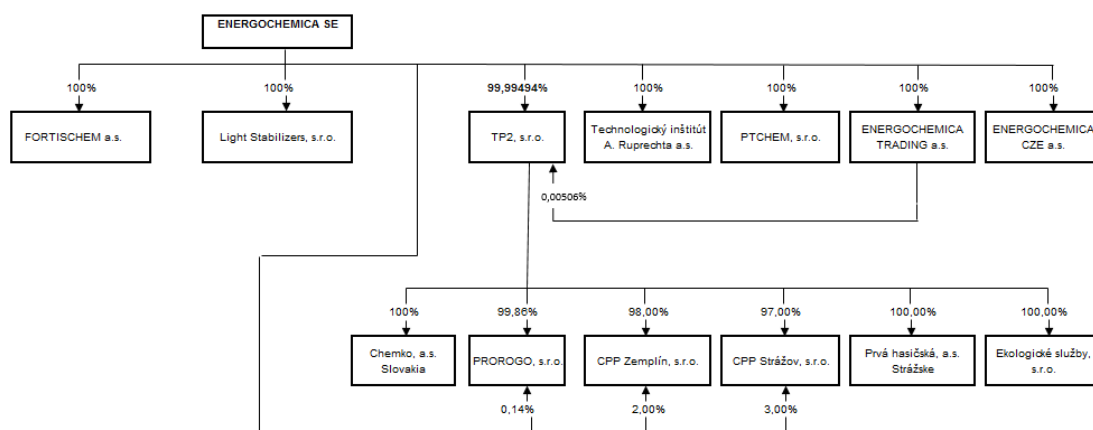 ENERGOCHEMICA SE
100%
100%
99,99494%
100%
100%
100%
100%
FORTISCHEM a.s.
Light Stabilizers, s.r.o.
TP2, s.r.o.
Technologický inštitút
A. Ruprechta a.s.
PTCHEM, s.r.o.
ENERGOCHEMICA
TRADING a.s.
ENERGOCHEMICA
CZE a.s.
0,00506%
100%
99,86%
98,00%
97,00%
100,00%
100,00%
Chemko, a.s.
Slovakia
PROROGO, s.r.o.
CPP Zemplín, s.r.o.
CPP Strážov, s.r.o.
Prvá hasičská, a.s.
Strážske
Ekologické služby,
s.r.o.
0,14%
2,00%
3,00%